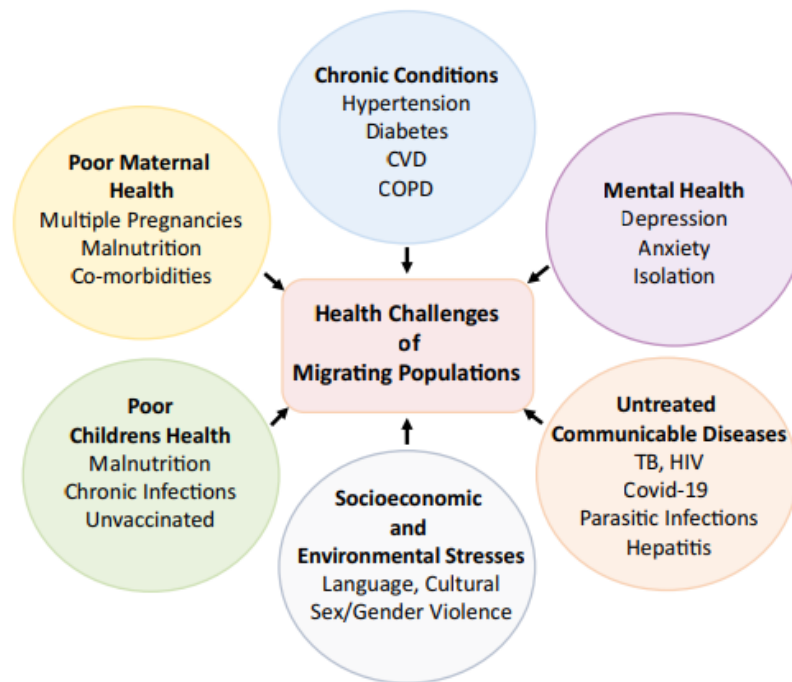 Chronic Conditions
Hypertension
Diabetes
CVD
COPD
Poor Maternal
Health
Multiple Pregnancies
Malnutrition
Co-morbidities
Mental Health
Depression
Anxiety
Isolation
Health Challenges
of
Migrating Populations
Poor
Childrens Health
Malnutrition
Chronic Infections
Unvaccinated
Untreated
Communicable Diseases
TB, HIV
Covid-19
Parasitic Infections
Hepatitis
Socioeconomic
and
Environmental Stresses
Language, Cultural
Sex/Gender Violence